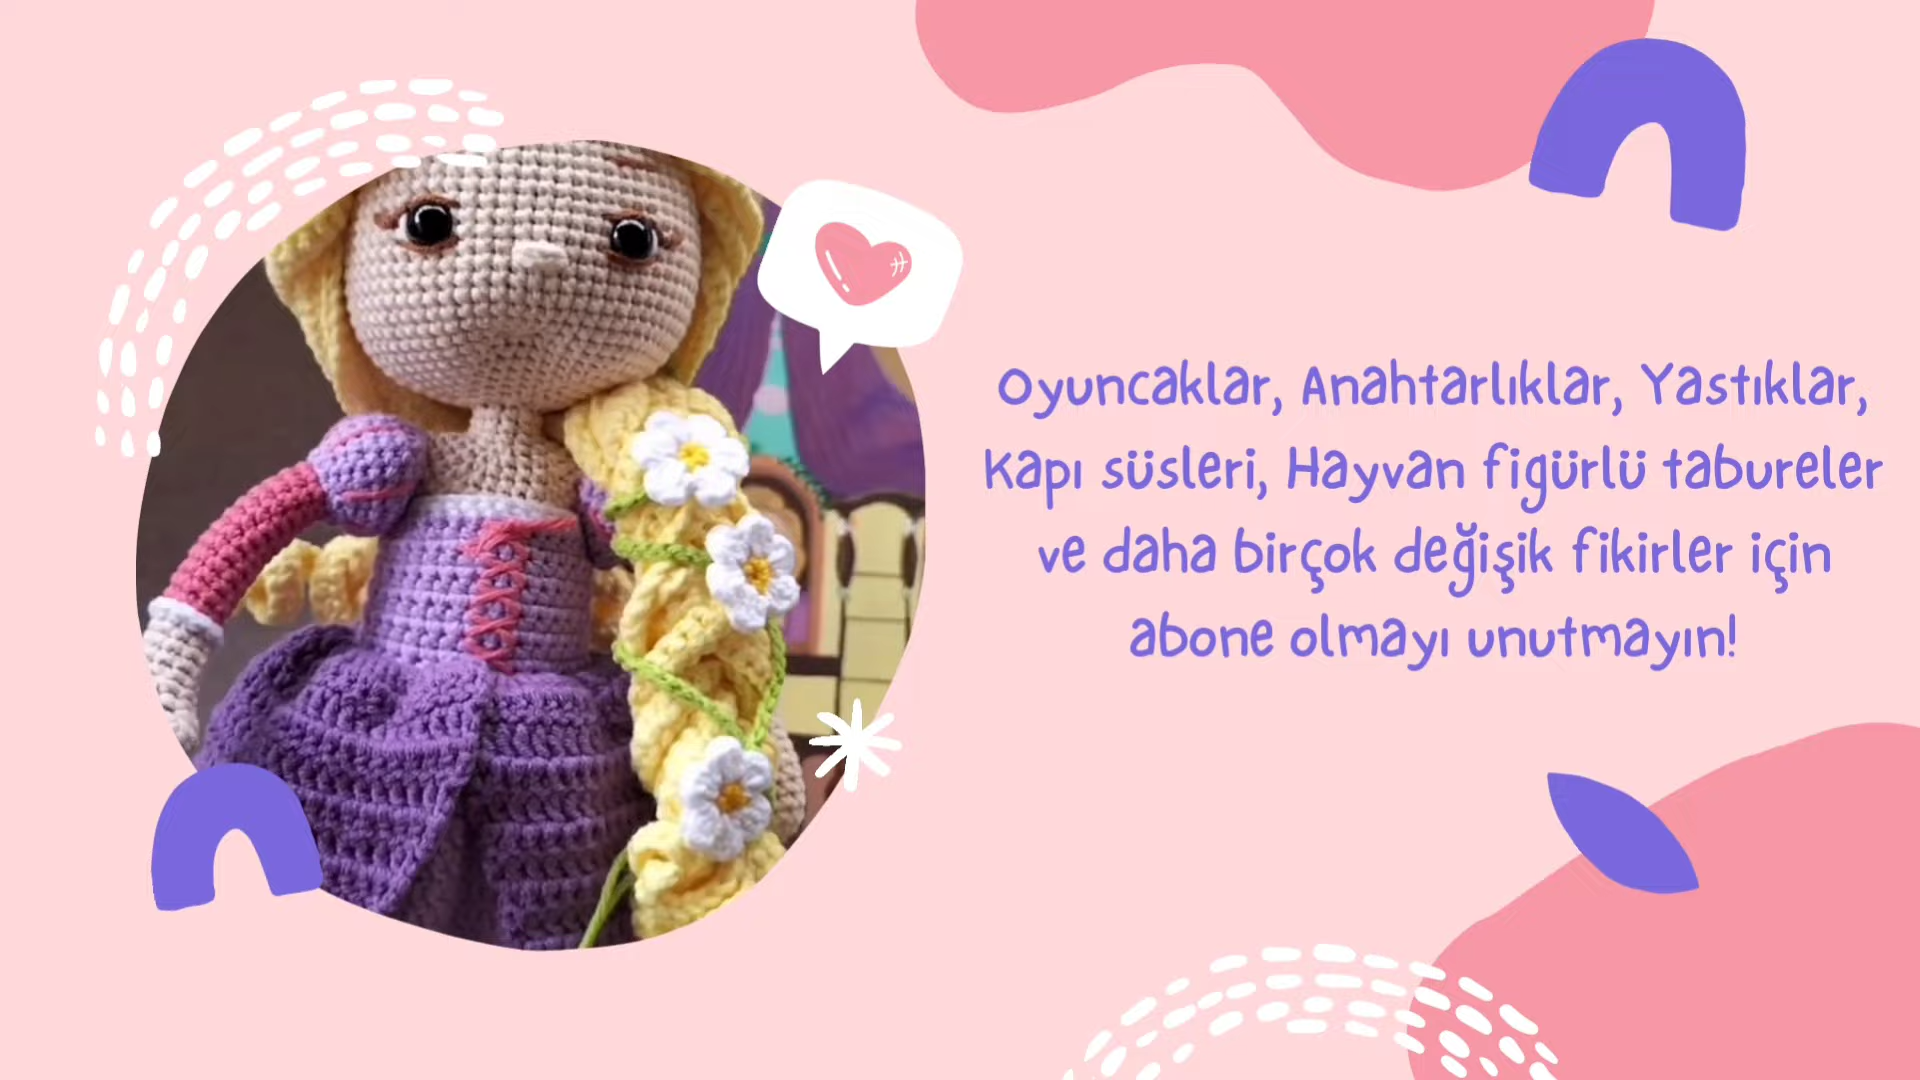 Oyuncaklar, Anahtarlıklar, Yastıklar,
Kapı süsleri, Hayvan figürlü tabureler
ve daha birçok değişik fikirler için
abone olmayı unutmayın!